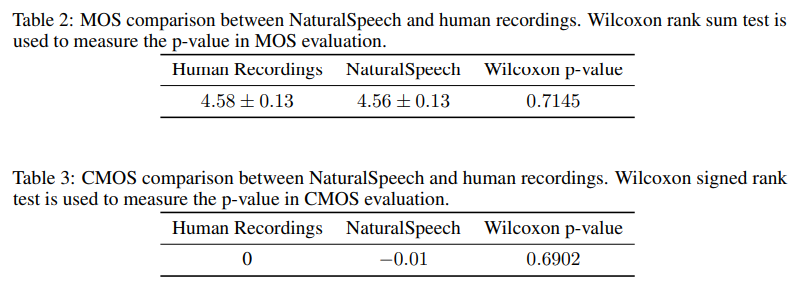 Table 2: MOS comparison between NaturalSpeech and human recordings. Wilcoxon rank sum test is
used to measure the p-value in MOS evaluation.
Human Recordings NaturalSpeech Wilcoxon p-value
4.58 ± 0.13 4.56 ± 0.13 0.7145
Table 3: CMOS comparison between NaturalSpeech and human recordings. Wilcoxon signed rank
test is used to measure the p-value in CMOS evaluation.
Human Recordings NaturalSpeech Wilcoxon p-value
0 −0.01 0.6902